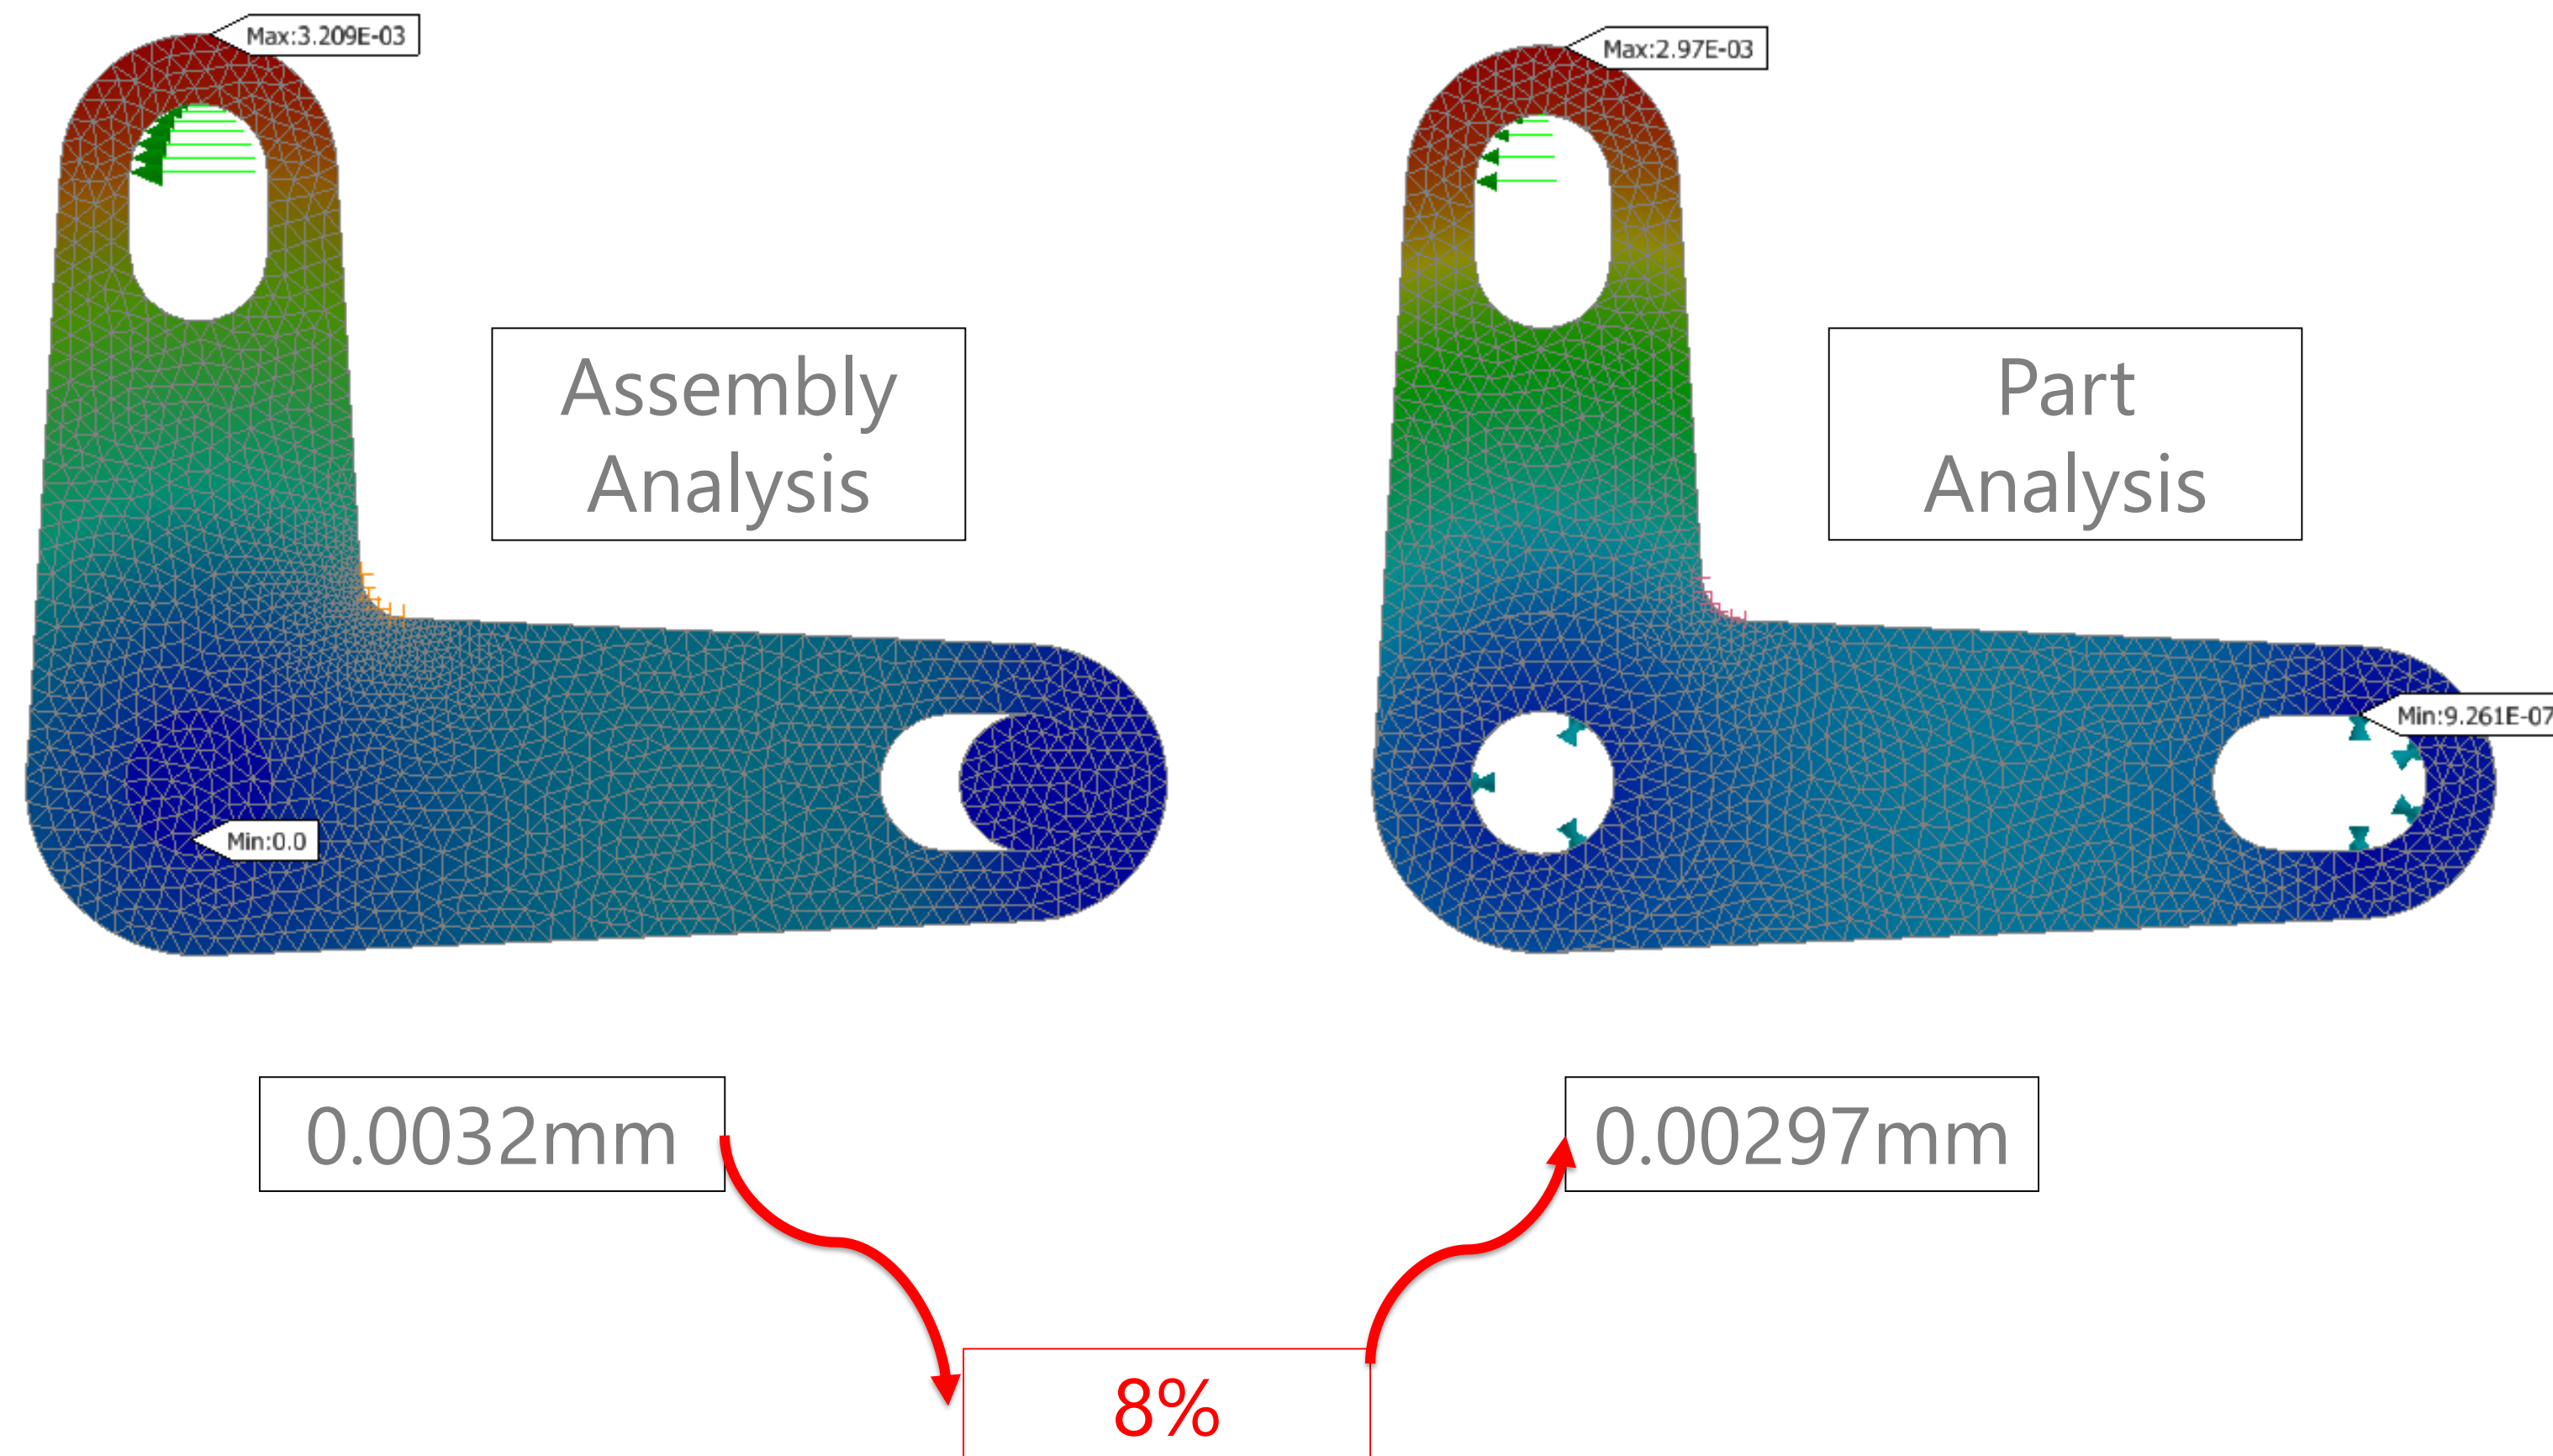 Max:3.209E-03
Max:2.97E-03
Assembly
Analysis
Part
Analysis
Min:9.261E-07
Min:0.0
0.0032mm
0.00297mm
8%